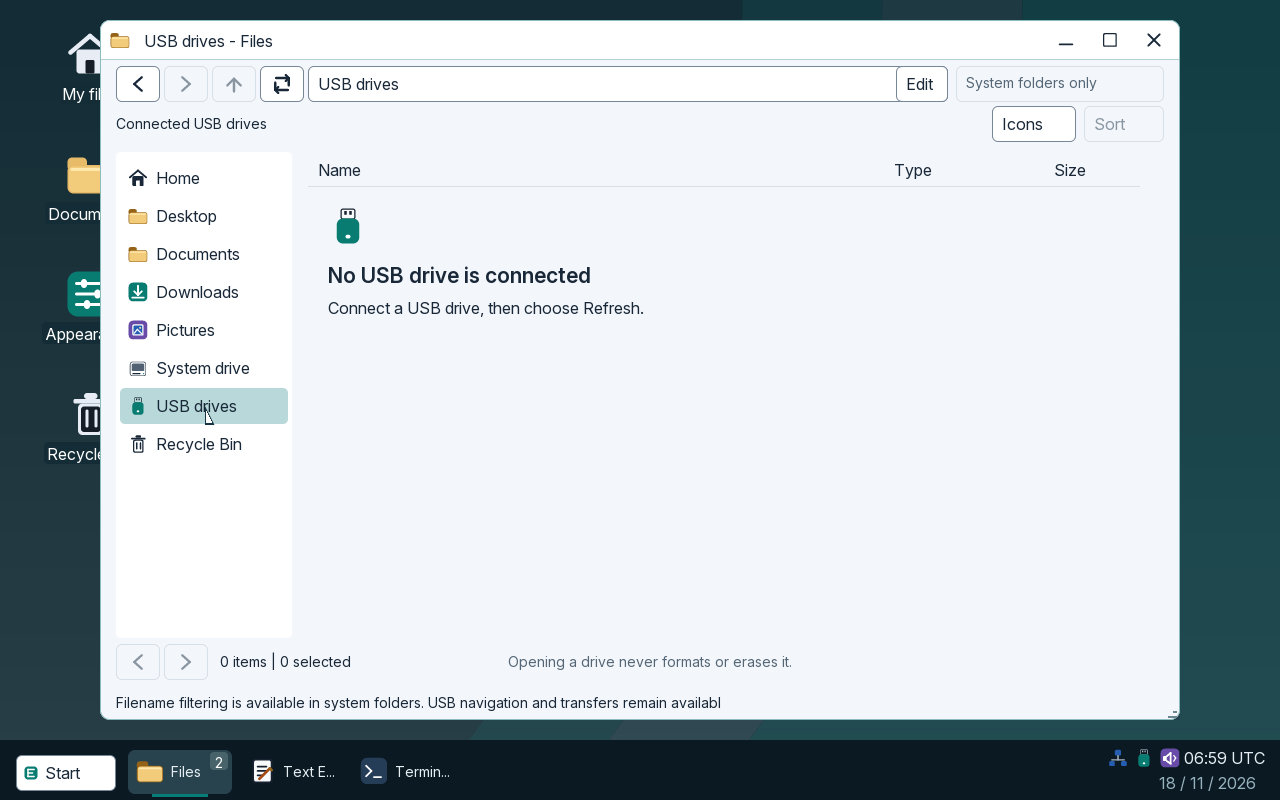 USB drives - Files
USB drives
Edit
System folders only
Connected USB drives
Icons
Sort
Home
Desktop
Documents
Downloads
Pictures
System drive
USB drives
Recycle Bin
Name
Type
Size
No USB drive is connected
Connect a USB drive, then choose Refresh.
0 items | 0 selected
Opening a drive never formats or erases it.
Filename filtering is available in system folders. USB navigation and transfers remain availabl
My fil
Docum
Appeara
Recycle
Start
Files
2
Text E...
Termin...
06:59 UTC
18 / 11 / 2026